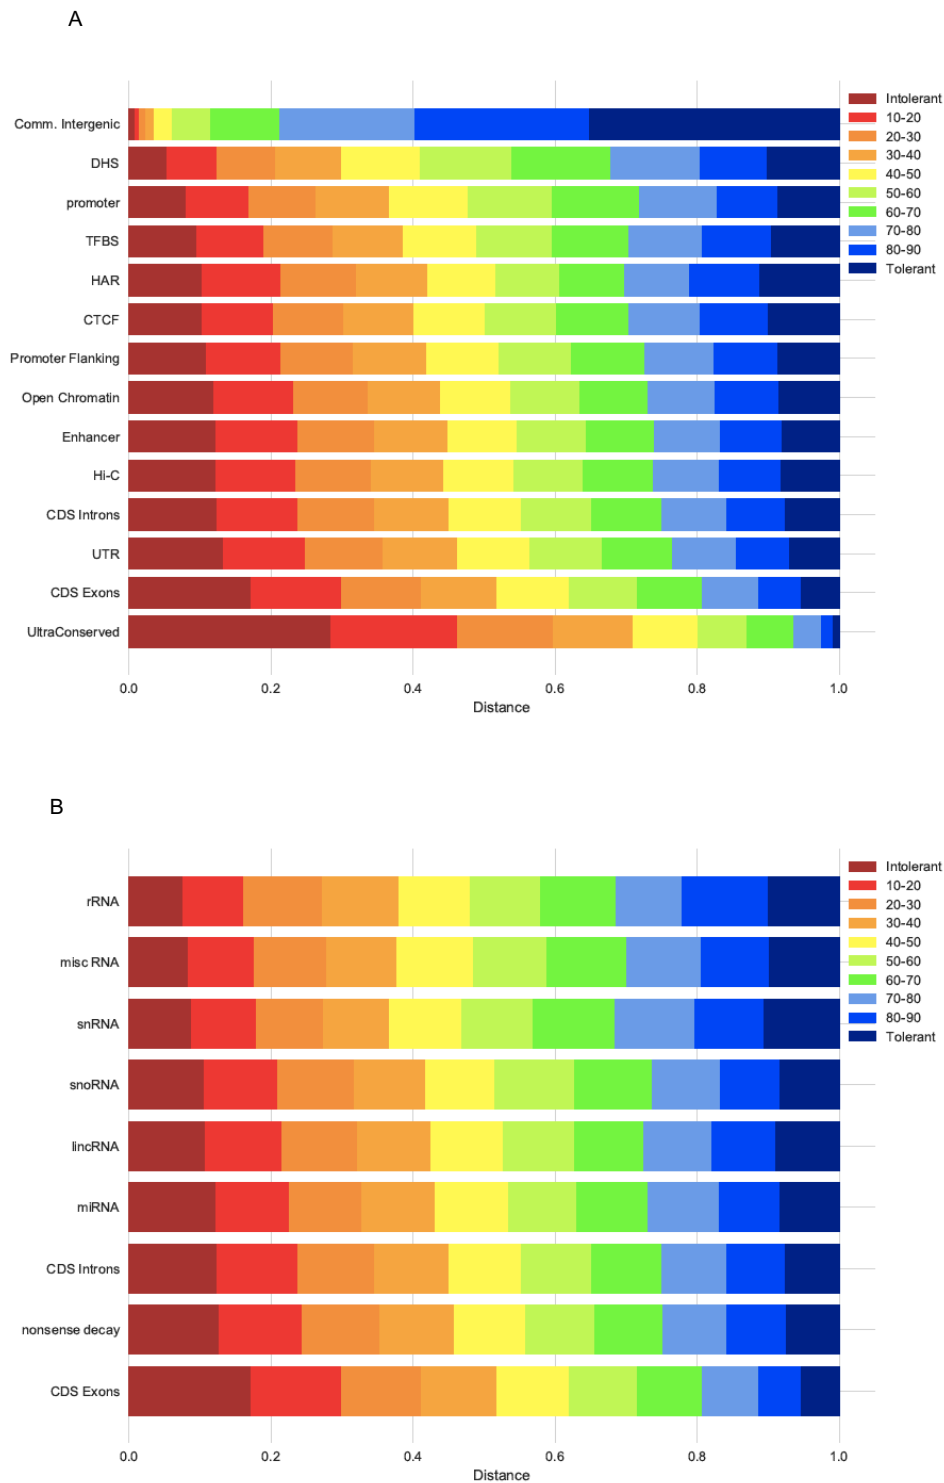 A
Comm. Intergenic
DHS
promoter
TFBS
HAR
CTCF
Promoter Flanking
Open Chromatin
Enhancer
Hi-C
CDS Introns
UTR
CDS Exons
UltraConserved
0.0 0.2 0.4 0.6 0.8 1.0
Distance
Intolerant
10-20
20-30
30-40
40-50
50-60
60-70
70-80
80-90
Tolerant
B
rRNA
misc RNA
snRNA
snoRNA
lincRNA
miRNA
CDS Introns
nonsense decay
CDS Exons
0.0 0.2 0.4 0.6 0.8 1.0
Distance
Intolerant
10-20
20-30
30-40
40-50
50-60
60-70
70-80
80-90
Tolerant